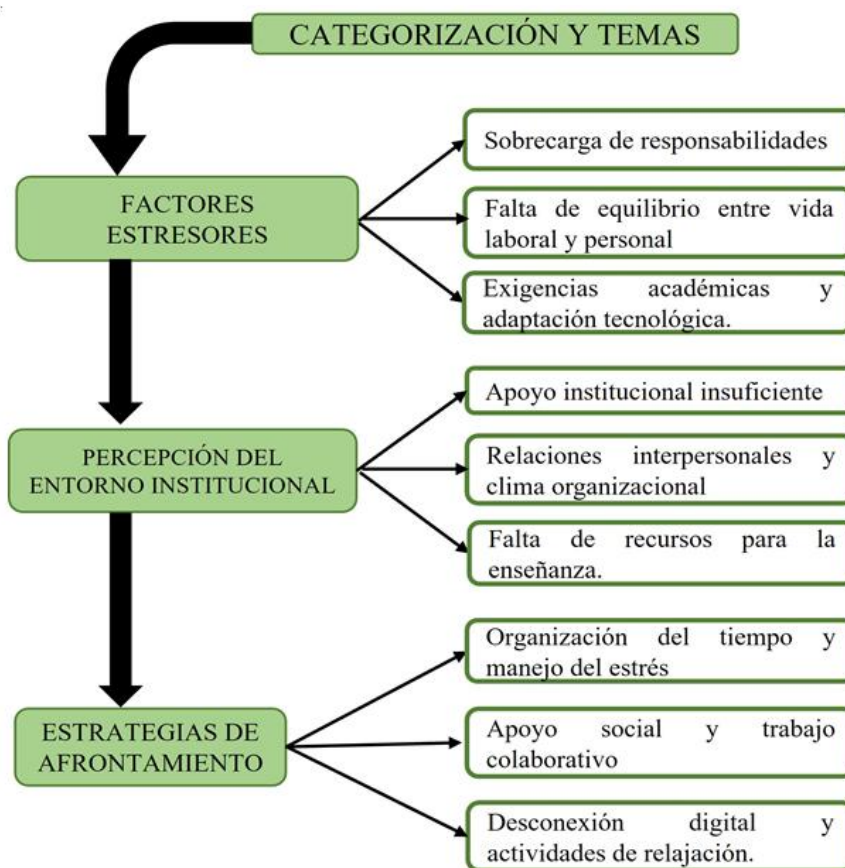 CATEGORIZACIÓN Y TEMAS
FACTORES
ESTRESORES
Sobrecarga de responsabilidades
Falta de equilibrio entre vida
laboral y personal
Exigencias académicas y
adaptación tecnológica.
PERCEPCIÓN DEL
ENTORNO INSTITUCIONAL
Apoyo institucional insuficiente
Relaciones interpersonales y
clima organizacional
Falta de recursos para la
enseñanza.
ESTRATEGIAS DE
AFRONTAMIENTO
Organización del tiempo y
manejo del estrés
Apoyo social y trabajo
colaborativo
Desconexión digital y
actividades de relajación.